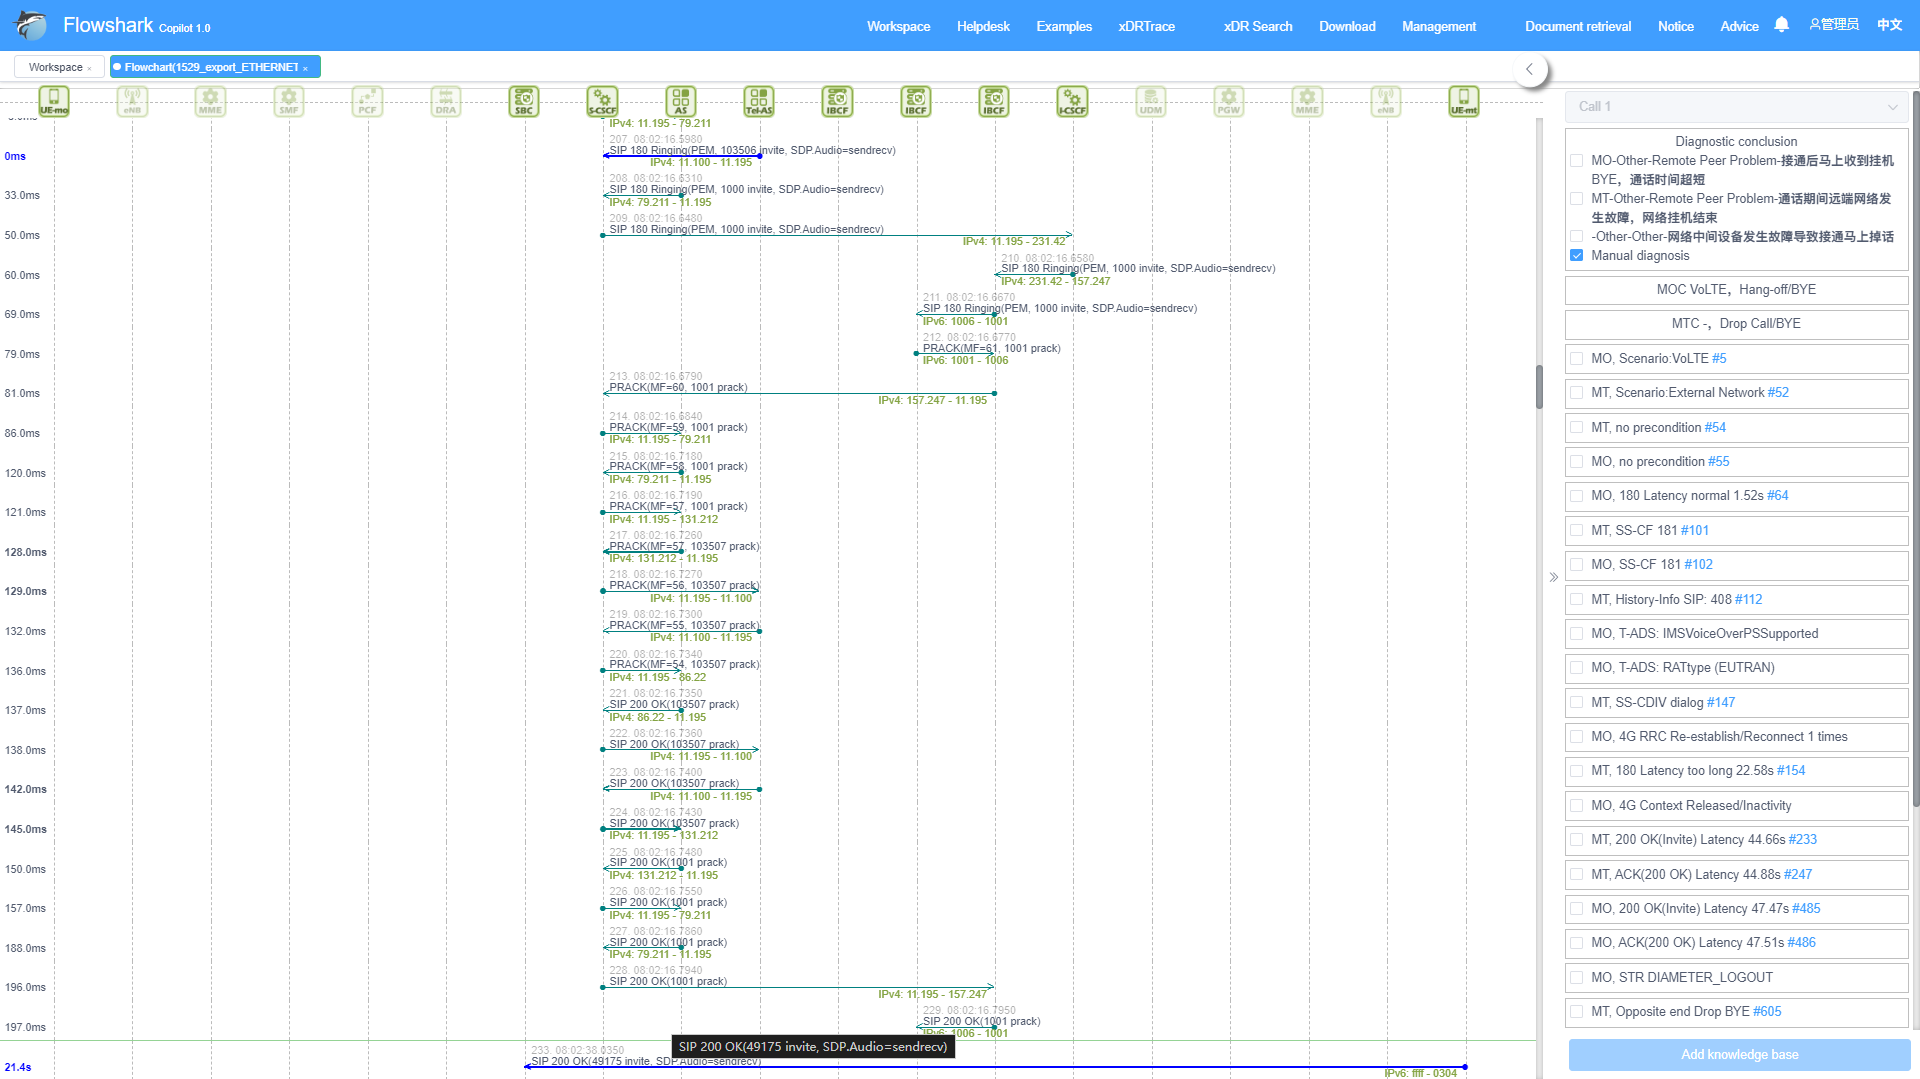 Flowshark Copilot 1.0
Workspace Helpdesk Examples xDRTrace xDR Search Download Management Document retrieval Notice Advice 管理员 中文
Workspace × Flowchart(1529_export_ETHERNET ×
UE-mo eNB MME SMF PCF DRA SBC S-CSCF AS Tel-AS IBCF IBCF IBCF I-CSCF UDM PGW MME eNB UE-mt
IPv4: 11.195 - 79.211
207. 08:02:16.5980
0ms SIP 180 Ringing(PEM, 103506 invite, SDP.Audio=sendrecv)
IPv4: 11.100 - 11.195
208. 08:02:16.6310
33.0ms SIP 180 Ringing(PEM, 1000 invite, SDP.Audio=sendrecv)
IPv4: 79.211 - 11.195
209. 08:02:16.6480
50.0ms SIP 180 Ringing(PEM, 1000 invite, SDP.Audio=sendrecv)
IPv4: 11.195 - 231.42
210. 08:02:16.6580
60.0ms SIP 180 Ringing(PEM, 1000 invite, SDP.Audio=sendrecv)
IPv4: 231.42 - 157.247
211. 08:02:16.6670
69.0ms SIP 180 Ringing(PEM, 1000 invite, SDP.Audio=sendrecv)
IPv6: 1006 - 1001
212. 08:02:16.6770
79.0ms PRACK(MF=61, 1001 prack)
IPv6: 1001 - 1006
213. 08:02:16.6790
81.0ms PRACK(MF=60, 1001 prack)
IPv4: 157.247 - 11.195
214. 08:02:16.6840
86.0ms PRACK(MF=59, 1001 prack)
IPv4: 11.195 - 79.211
215. 08:02:16.7180
120.0ms PRACK(MF=58, 1001 prack)
IPv4: 79.211 - 11.195
216. 08:02:16.7190
121.0ms PRACK(MF=57, 1001 prack)
IPv4: 11.195 - 131.212
217. 08:02:16.7260
128.0ms PRACK(MF=57, 103507 prack)
IPv4: 131.212 - 11.195
218. 08:02:16.7270
129.0ms PRACK(MF=56, 103507 prack)
IPv4: 11.195 - 11.100
219. 08:02:16.7300
132.0ms PRACK(MF=55, 103507 prack)
IPv4: 11.100 - 11.195
220. 08:02:16.7340
136.0ms PRACK(MF=54, 103507 prack)
IPv4: 11.195 - 86.22
221. 08:02:16.7350
137.0ms SIP 200 OK(103507 prack)
IPv4: 86.22 - 11.195
222. 08:02:16.7360
138.0ms SIP 200 OK(103507 prack)
IPv4: 11.195 - 11.100
223. 08:02:16.7400
142.0ms SIP 200 OK(103507 prack)
IPv4: 11.100 - 11.195
224. 08:02:16.7430
145.0ms SIP 200 OK(103507 prack)
IPv4: 11.195 - 131.212
225. 08:02:16.7480
150.0ms SIP 200 OK(1001 prack)
IPv4: 131.212 - 11.195
226. 08:02:16.7550
157.0ms SIP 200 OK(1001 prack)
IPv4: 11.195 - 79.211
227. 08:02:16.7860
188.0ms SIP 200 OK(1001 prack)
IPv4: 79.211 - 11.195
228. 08:02:16.7940
196.0ms SIP 200 OK(1001 prack)
IPv4: 11.195 - 157.247
229. 08:02:16.7950
197.0ms SIP 200 OK(1001 prack)
IPv6: 1006 - 1001
SIP 200 OK(49175 invite, SDP.Audio=sendrecv)
233. 08:02:38.0350
21.4s SIP 200 OK(49175 invite, SDP.Audio=sendrecv)
IPv6: ffff - 0304
Call 1
Diagnostic conclusion
MO-Other-Remote Peer Problem-接通后马上收到挂机
BYE，通话时间超短
MT-Other-Remote Peer Problem-通话期间远端网络发
生故障，网络挂机结束
-Other-Other-网络中间设备发生故障导致接通马上掉话
Manual diagnosis
MOC VoLTE，Hang-off/BYE
MTC -，Drop Call/BYE
MO, Scenario:VoLTE #5
MT, Scenario:External Network #52
MT, no precondition #54
MO, no precondition #55
MO, 180 Latency normal 1.52s #64
MT, SS-CF 181 #101
MO, SS-CF 181 #102
MT, History-Info SIP: 408 #112
MO, T-ADS: IMSVoiceOverPSSupported
MO, T-ADS: RATtype (EUTRAN)
MT, SS-CDIV dialog #147
MO, 4G RRC Re-establish/Reconnect 1 times
MT, 180 Latency too long 22.58s #154
MO, 4G Context Released/Inactivity
MT, 200 OK(Invite) Latency 44.66s #233
MT, ACK(200 OK) Latency 44.88s #247
MO, 200 OK(Invite) Latency 47.47s #485
MO, ACK(200 OK) Latency 47.51s #486
MO, STR DIAMETER_LOGOUT
MT, Opposite end Drop BYE #605
Add knowledge base